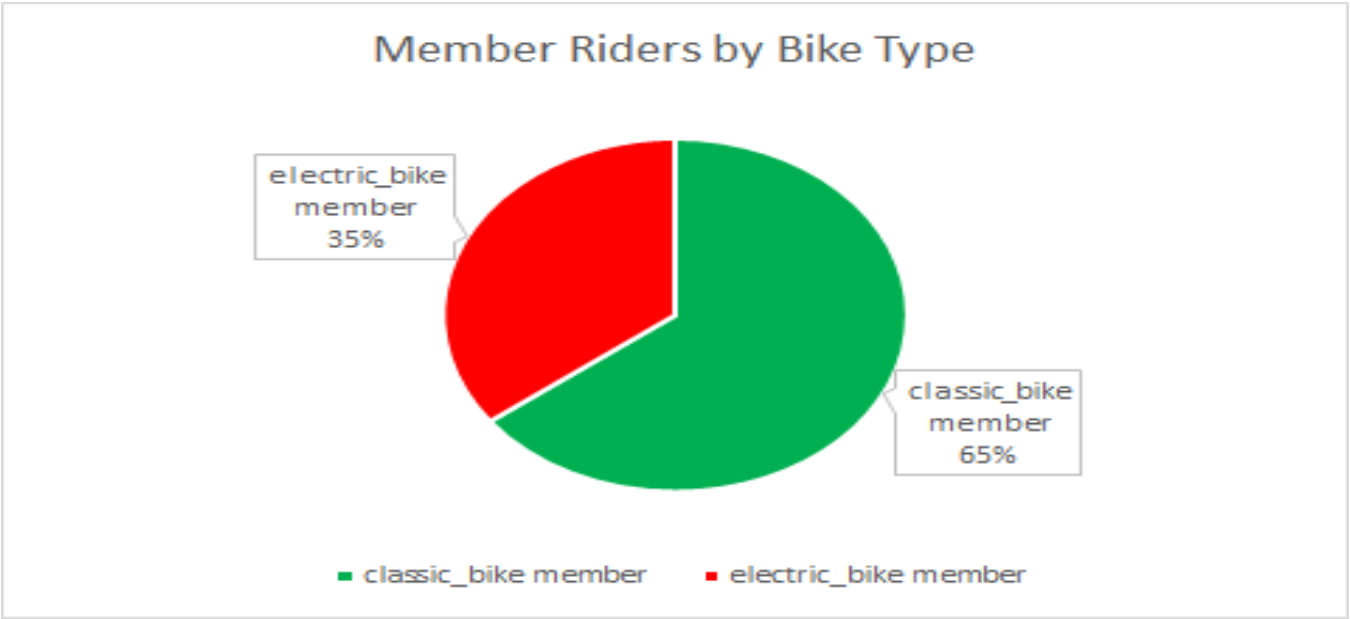 Member Riders by Bike Type
electric_bike
member
35%
classic_bike
member
65%
classic_bike member
electric_bike member